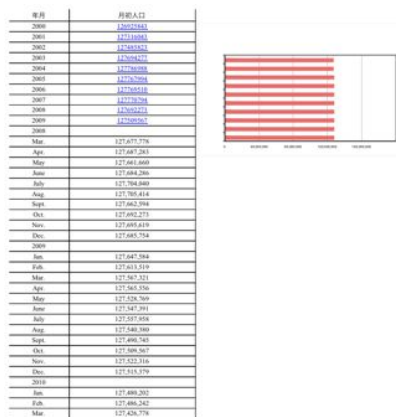 年月 月初人口
2000 126925843
2001 127316043
2002 127485823
2003 127694277
2004 127786988
2005 127767994
2006 127769510
2007 127770794
2008 127692273
2009 127509567
2008
Mar. 127,677,778
Apr. 127,687,283
May 127,661,660
June 127,684,286
July 127,704,840
Aug. 127,705,414
Sept. 127,662,594
Oct. 127,692,273
Nov. 127,695,619
Dec. 127,685,754
2009
Jan. 127,647,584
Feb. 127,613,519
Mar. 127,567,321
Apr. 127,565,556
May 127,528,769
June 127,547,391
July 127,557,958
Aug. 127,540,380
Sept. 127,490,745
Oct. 127,509,567
Nov. 127,522,316
Dec. 127,515,379
2010
Jan. 127,480,202
Feb. 127,486,242
Mar. 127,426,778